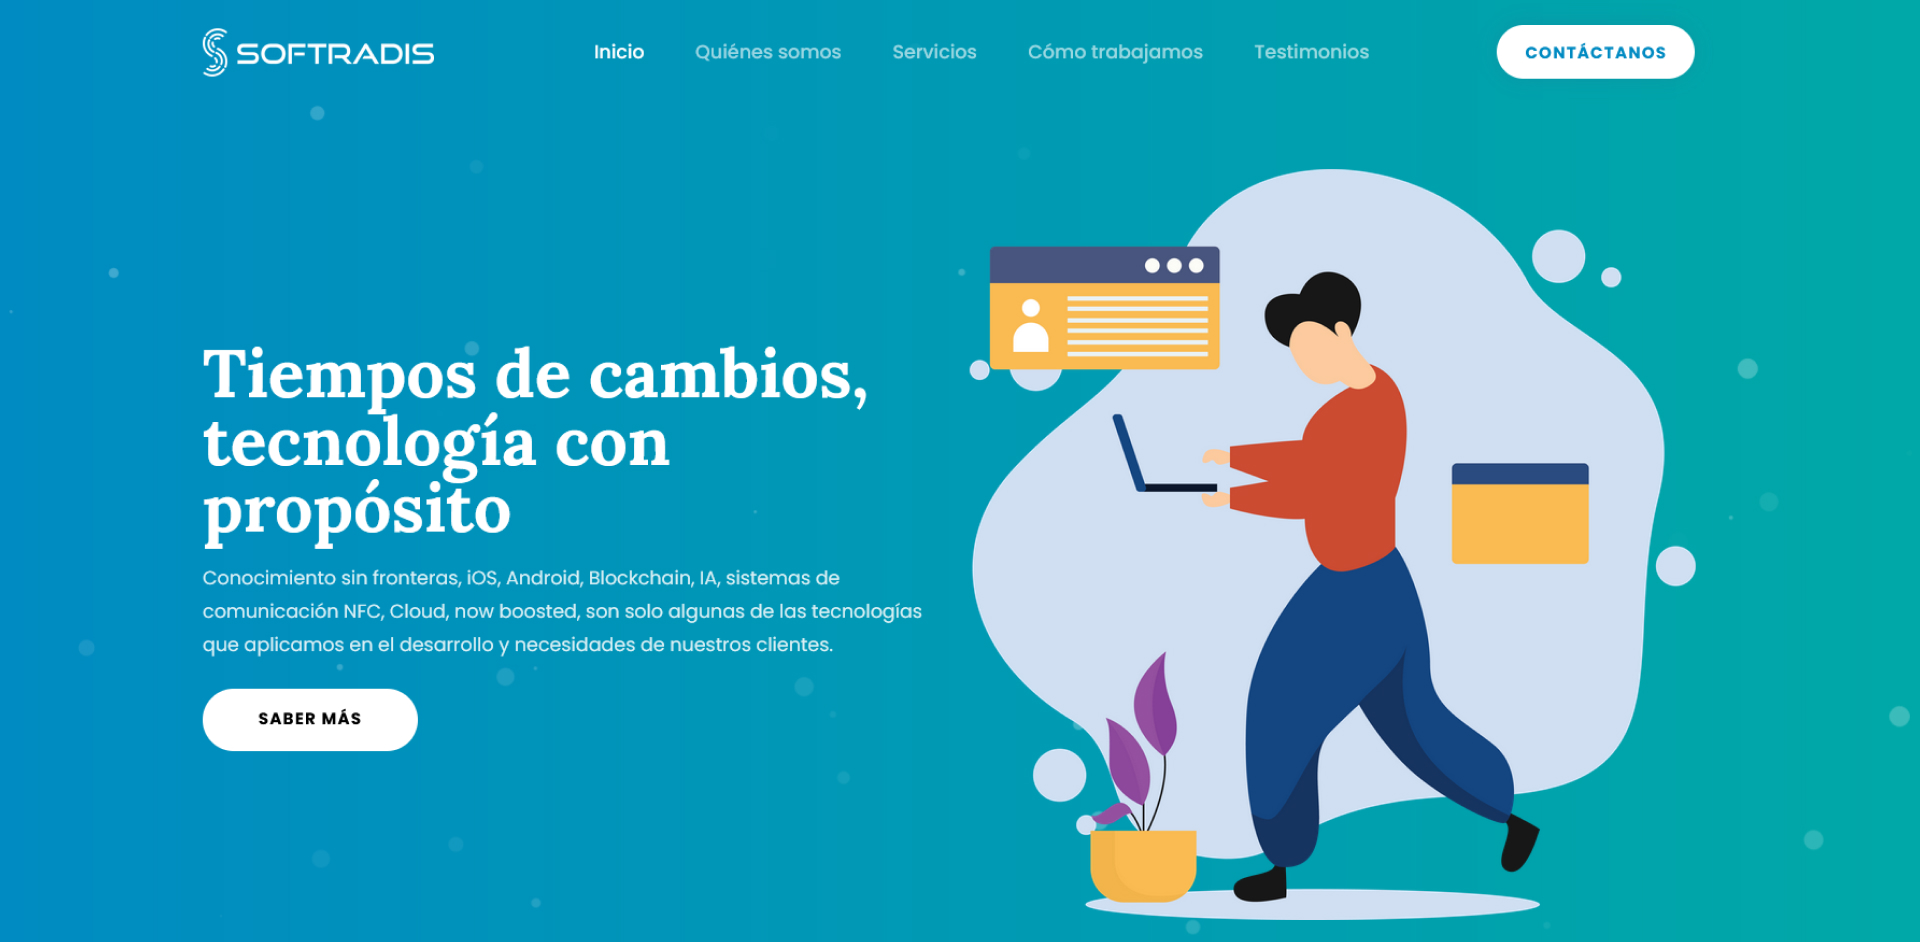 SOFTRADIS
Inicio
Quiénes somos
Servicios
Cómo trabajamos
Testimonios
CONTÁCTANOS
Tiempos de cambios,
tecnología con
propósito
Conocimiento sin fronteras, iOS, Android, Blockchain, IA, sistemas de
comunicación NFC, Cloud, now boosted, son solo algunas de las tecnologías
que aplicamos en el desarrollo y necesidades de nuestros clientes.
SABER MÁS